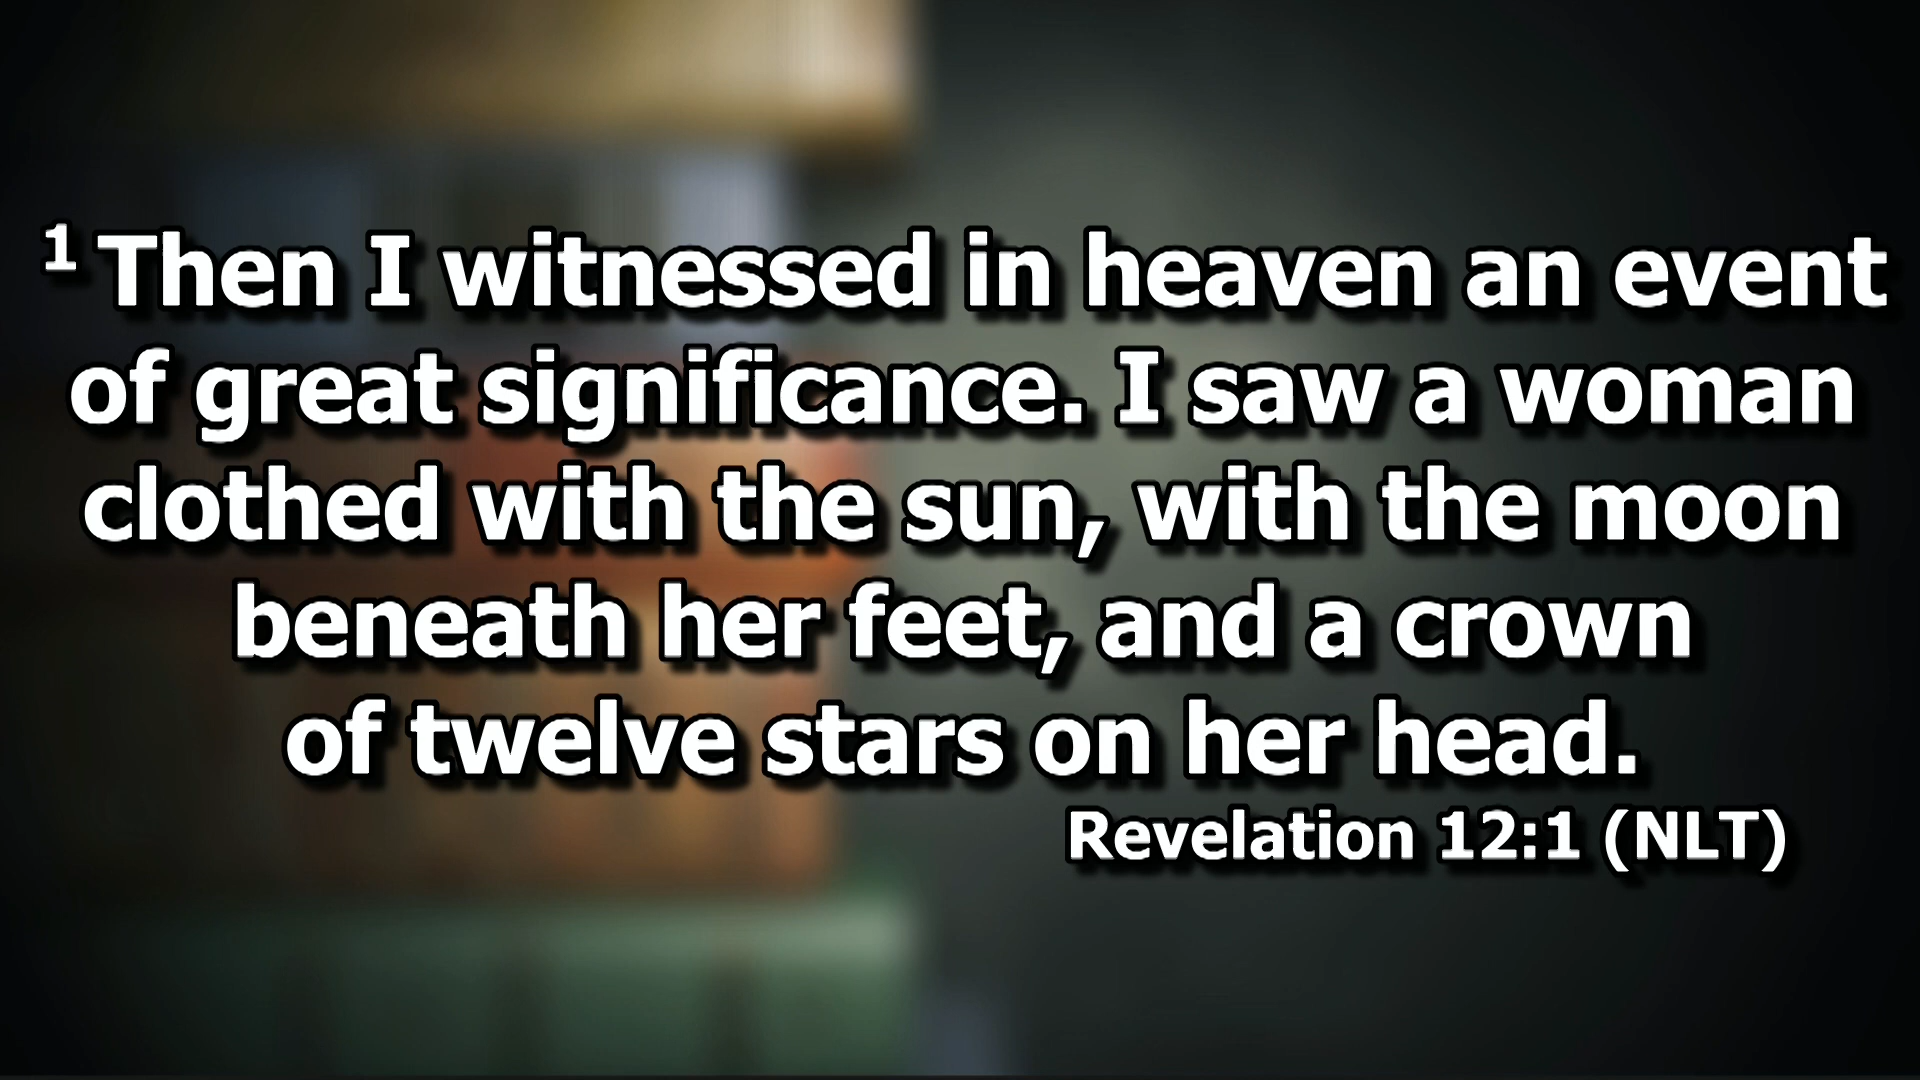 1 Then I witnessed in heaven an event
of great significance. I saw a woman
clothed with the sun, with the moon
beneath her feet, and a crown
of twelve stars on her head.
Revelation 12:1 (NLT)